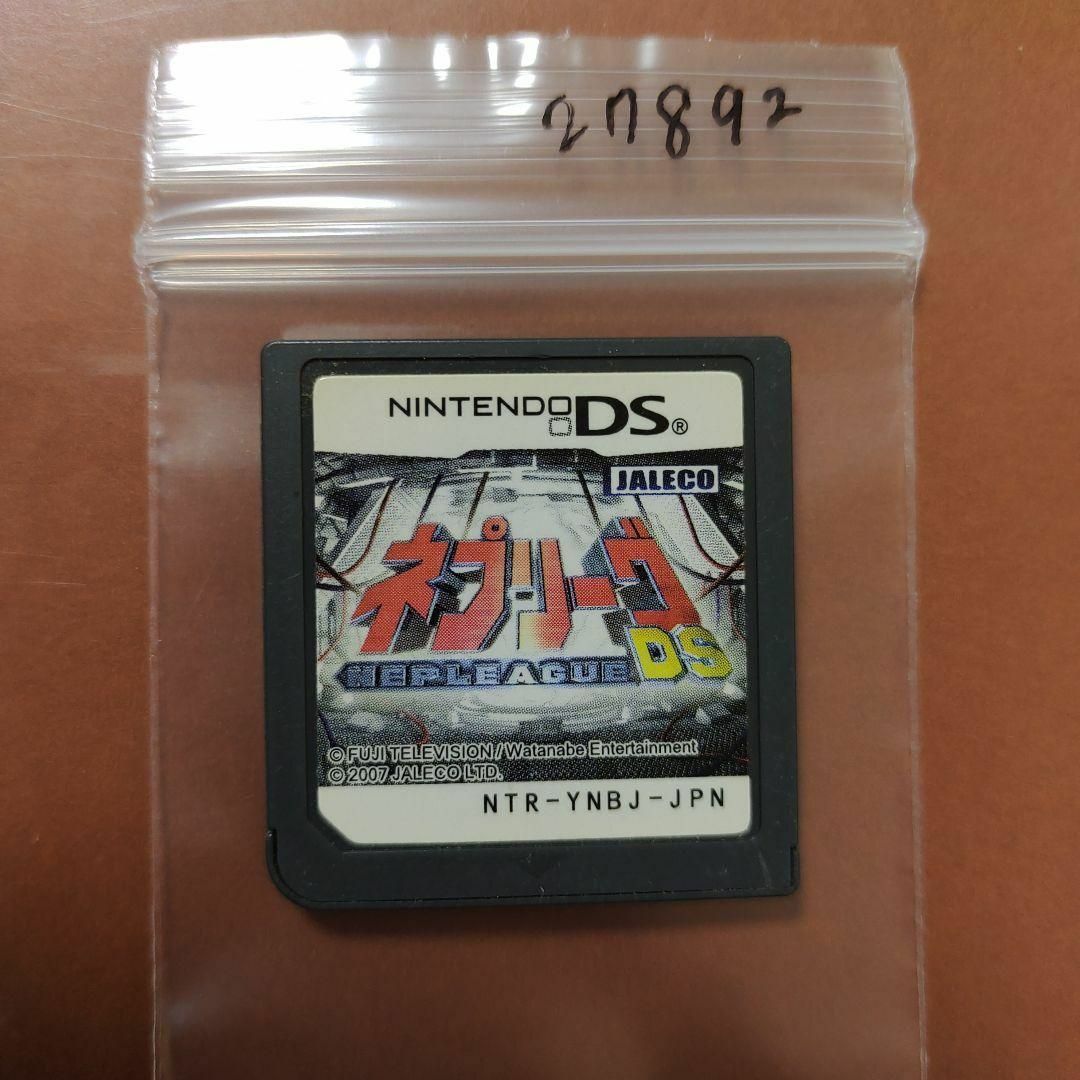 27892
NINTENDO DS®
JALECO
ネプリーグ
NEPLEAGUE DS
© FUJI TELEVISION / Watanabe Entertainment
© 2007 JALECO LTD.
NTR-YNBJ-JPN